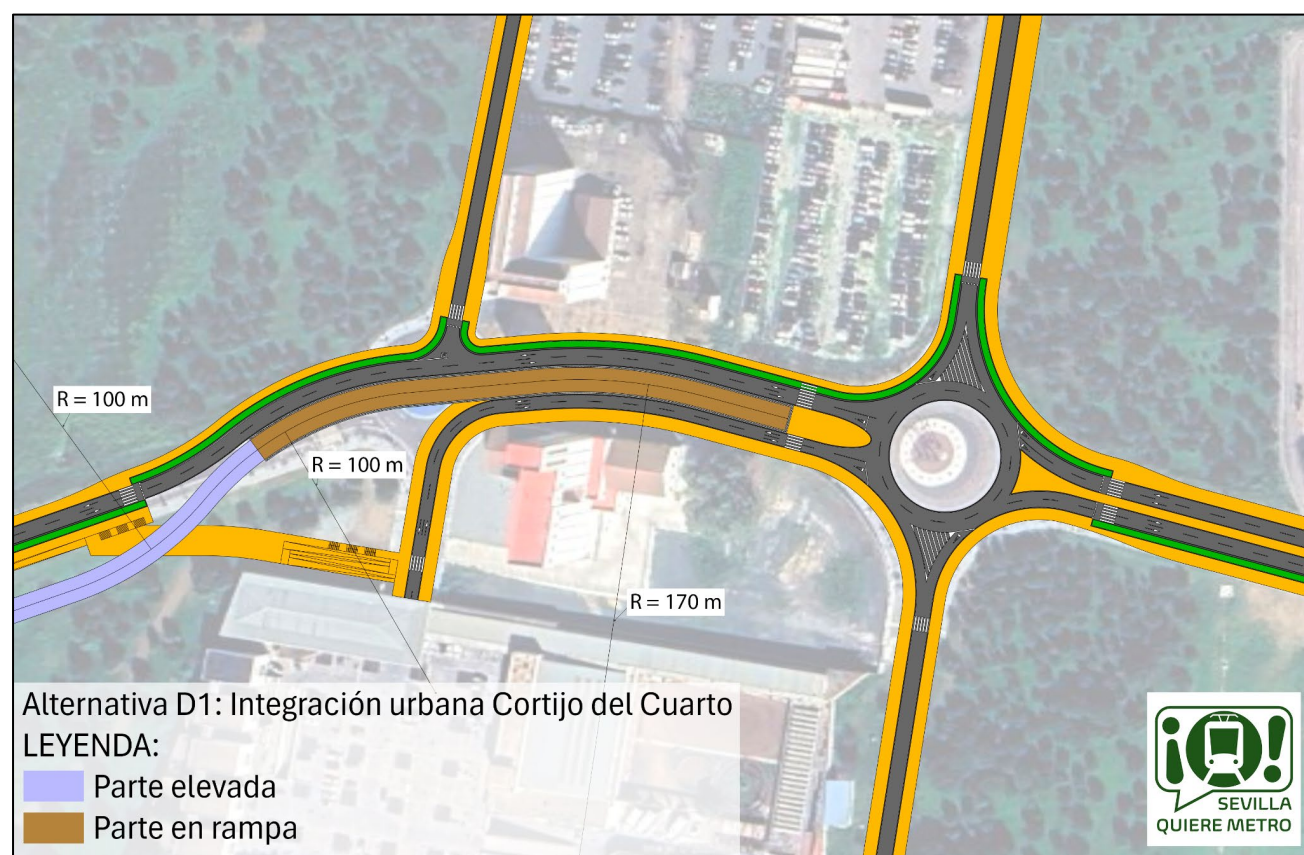 R = 100 m
R = 100 m
R = 170 m
Alternativa D1: Integración urbana Cortijo del Cuarto
LEYENDA:
Parte elevada
Parte en rampa
¡O!
SEVILLA
QUIERE METRO